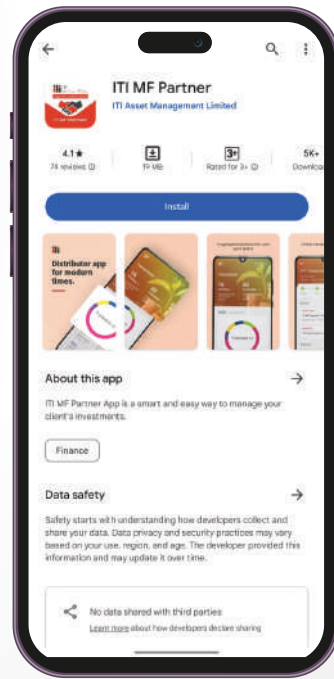 ITI MF Partner
ITI Asset Management Limited
4.1★
74 reviews
19 MB
3+
Rated for 3+
5K+
Install
Distributor app
for modern
times.
About this app
ITI MF Partner App is a smart and easy way to manage your
client's investments.
Finance
Data safety
Safety starts with understanding how developers collect and
share your data. Data privacy and security practices may vary
based on your use, region, and age. The developer provided this
information and may update it over time.
No data shared with third parties
Learn more about how developers declare sharing